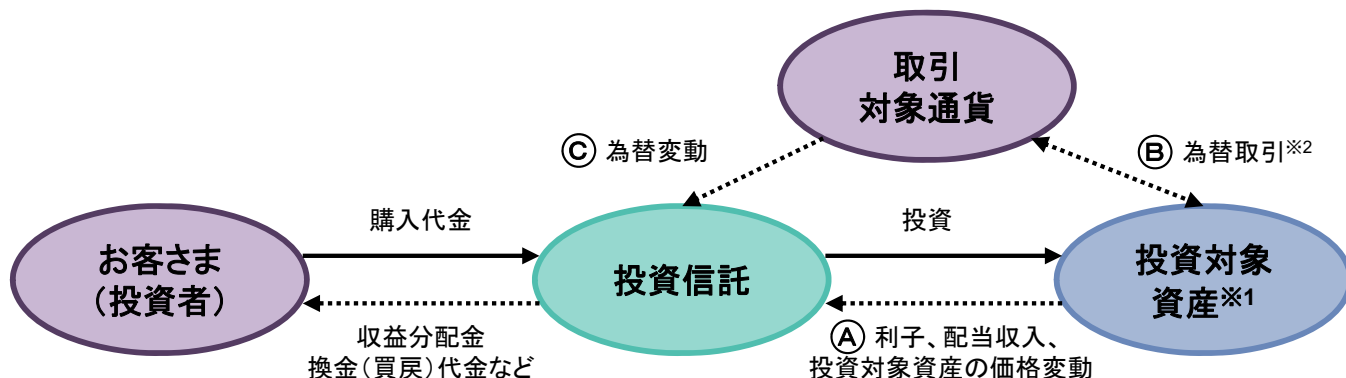 取引
対象通貨
Ⓒ 為替変動
Ⓑ 為替取引※2
購入代金
投資
お客さま
（投資者）
投資信託
投資対象
資産※1
収益分配金
換金（買戻）代金など
Ⓐ 利子、配当収入、
投資対象資産の価格変動